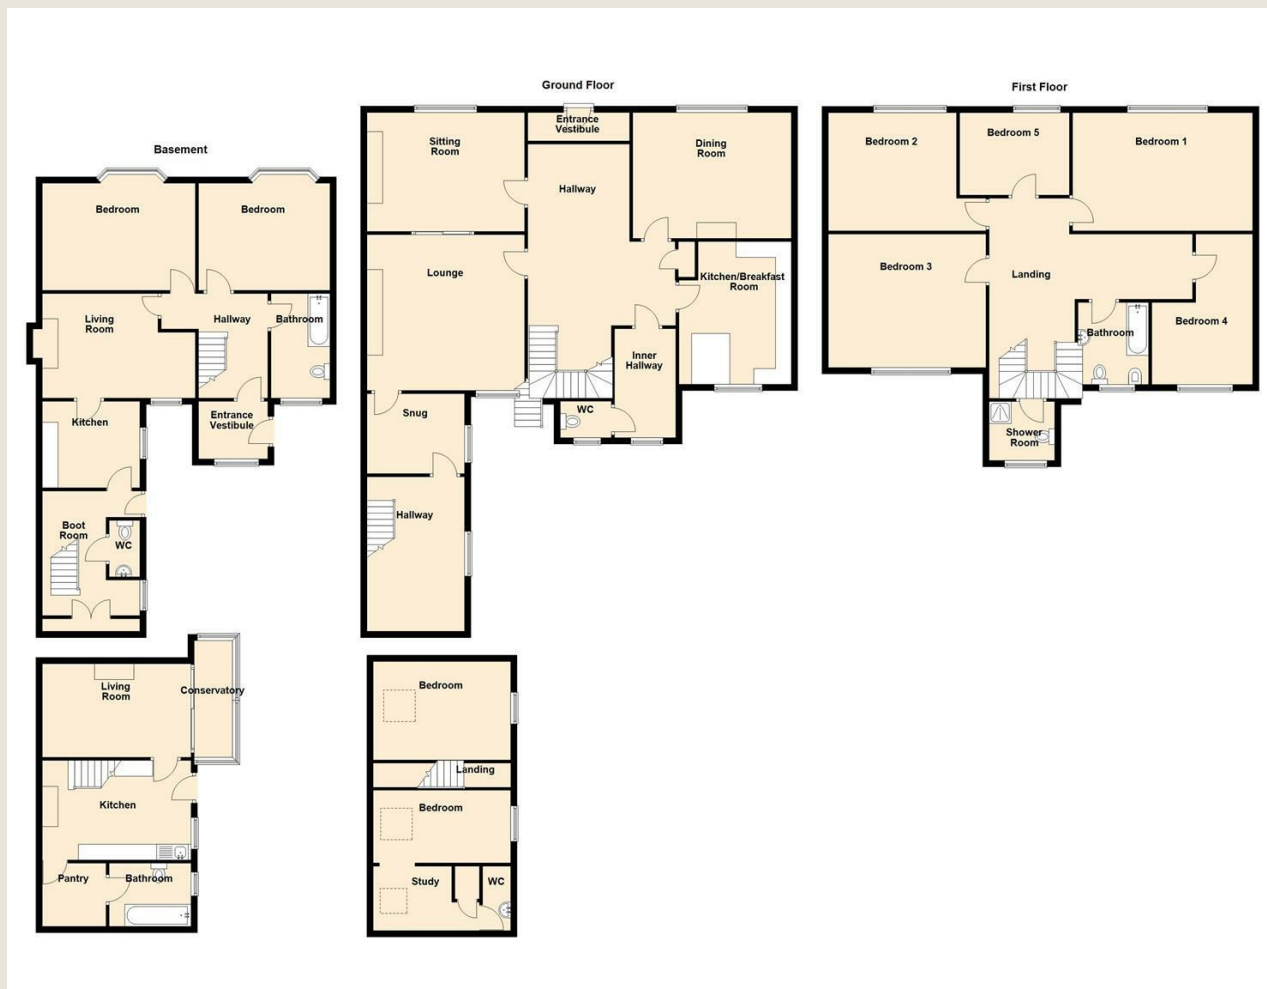 Basement
Bedroom
Bedroom
Living
Room
Hallway
Bathroom
Kitchen
Entrance
Vestibule
Boot
Room
WC
Living
Room
Conservatory
Kitchen
Pantry
Bathroom
Ground Floor
Sitting
Room
Entrance
Vestibule
Dining
Room
Hallway
Lounge
Kitchen/Breakfast
Room
Inner
Hallway
WC
Snug
Hallway
Bedroom
Landing
Bedroom
Study
WC
First Floor
Bedroom 2
Bedroom 5
Bedroom 1
Bedroom 3
Landing
Bathroom
Bedroom 4
Shower
Room